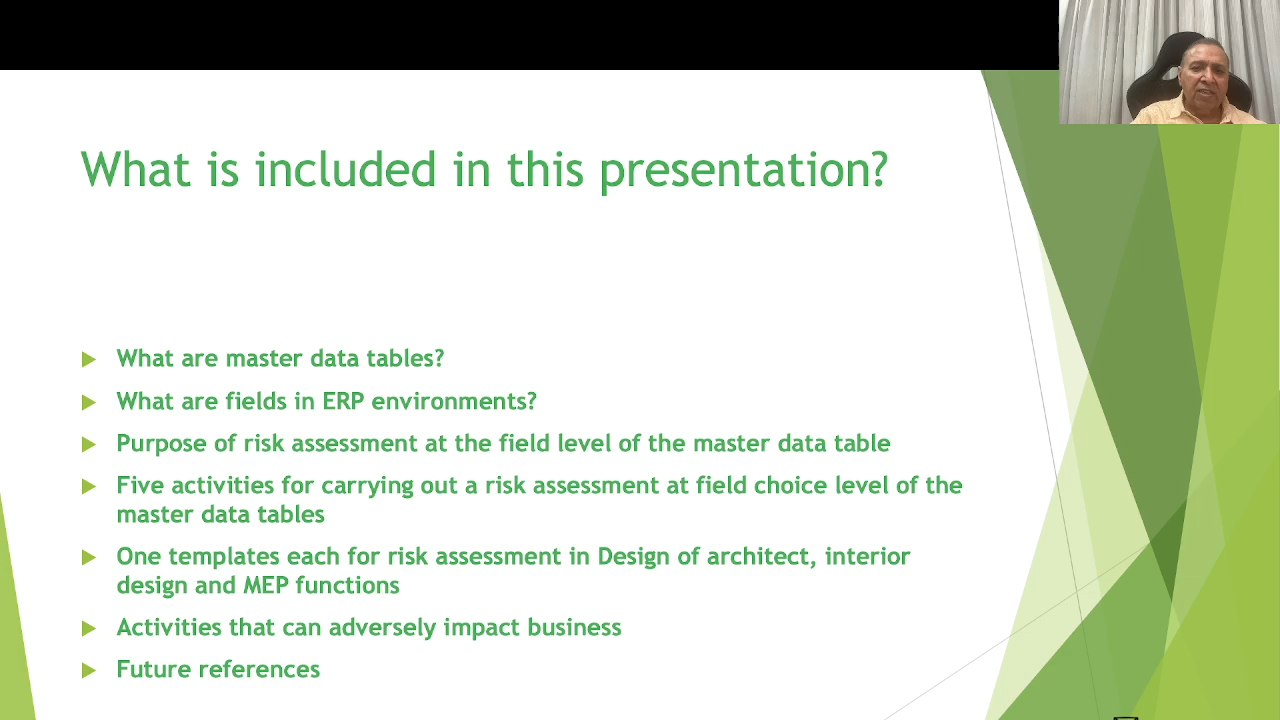 What is included in this presentation?
What are master data tables?
What are fields in ERP environments?
Purpose of risk assessment at the field level of the master data table
Five activities for carrying out a risk assessment at field choice level of the
master data tables
One templates each for risk assessment in Design of architect, interior
design and MEP functions
Activities that can adversely impact business
Future references